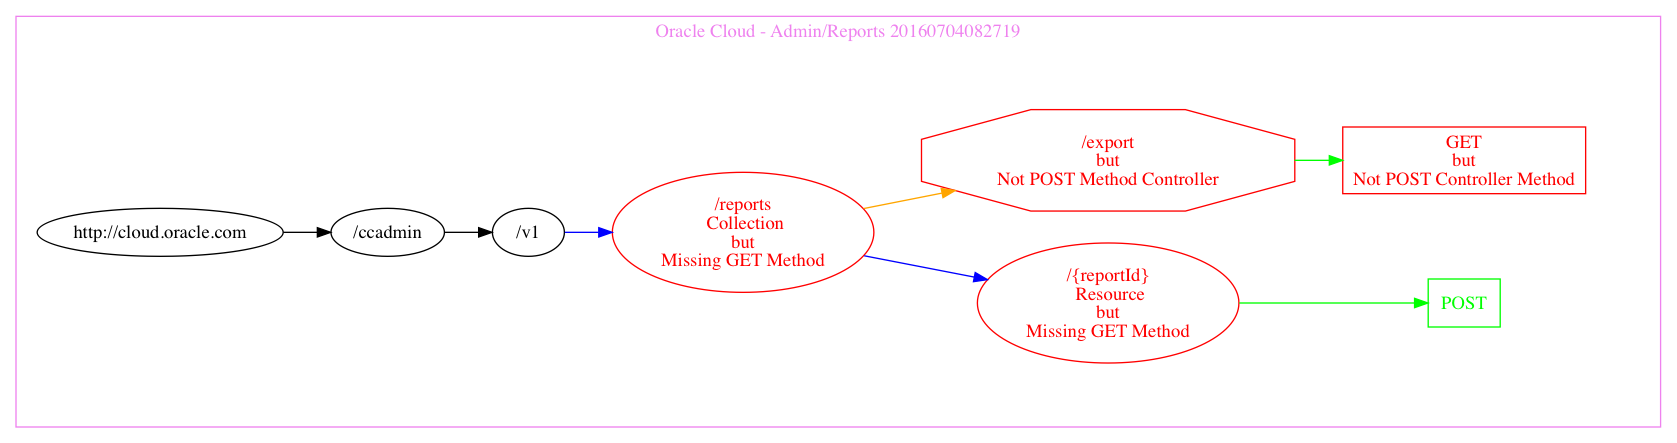 Oracle Cloud - Admin/Reports 20160704082719
http://cloud.oracle.com
/ccadmin
/v1
/reports
Collection
but
Missing GET Method
/export
but
Not POST Method Controller
GET
but
Not POST Controller Method
/{reportId}
Resource
but
Missing GET Method
POST